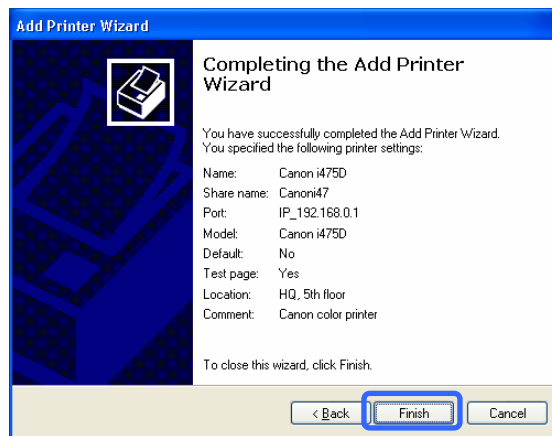 Add Printer Wizard
Completing the Add Printer
Wizard
You have successfully completed the Add Printer Wizard.
You specified the following printer settings:
Name: Canon i475D
Share name: Canoni47
Port: IP_192.168.0.1
Model: Canon i475D
Default: No
Test page: Yes
Location: HQ, 5th floor
Comment: Canon color printer
To close this wizard, click Finish.
< Back Finish Cancel